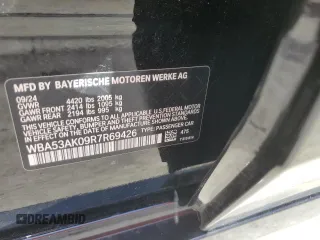 MFD BY BAYERISCHE MOTOREN WERKE AG
09/24
GVWR 4420 lbs 2005 kg
GAWR FRONT 2414 lbs 1095 kg
GAWR REAR 2194 lbs 995 kg
THIS VEHICLE CONFORMS TO ALL APPLICABLE U.S. FEDERAL MOTOR
VEHICLE SAFETY, BUMPER, AND THEFT PREVENTION STANDARDS
IN EFFECT ON THE DATE OF MANUFACTURE SHOWN ABOVE.
WBA53AK09R7R69426 TYPE: PASSENGER CAR
475
IDREAMBID